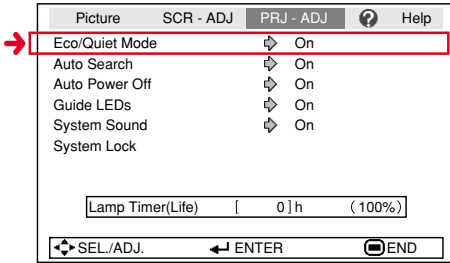 Picture SCR - ADJ PRJ - ADJ ? Help
Eco/Quiet Mode On
Auto Search On
Auto Power Off On
Guide LEDs On
System Sound On
System Lock
Lamp Timer(Life) [ 0 ] h (100%)
SEL./ADJ. ENTER END